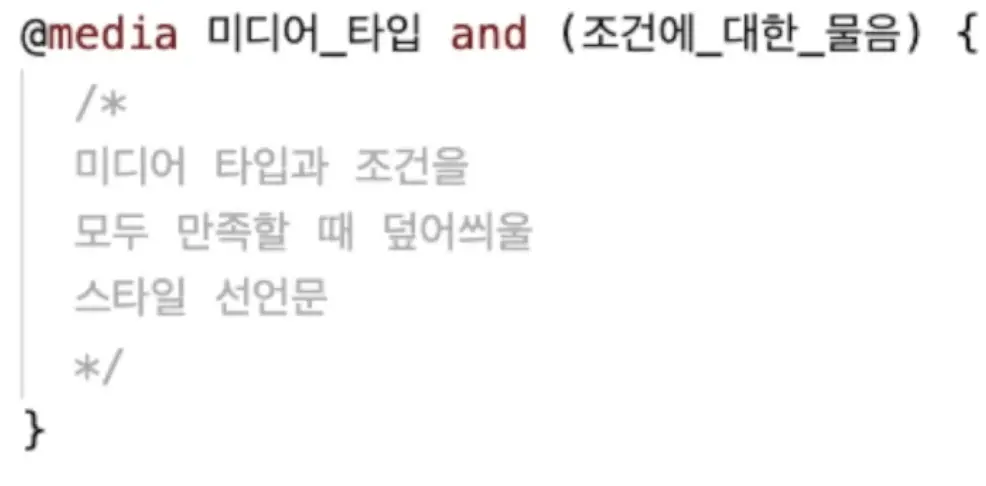 @media 미디어_타입 and (조건에_대한_물음) {
/*
미디어 타입과 조건을
모두 만족할 때 덮어씌울
스타일 선언문
*/
}